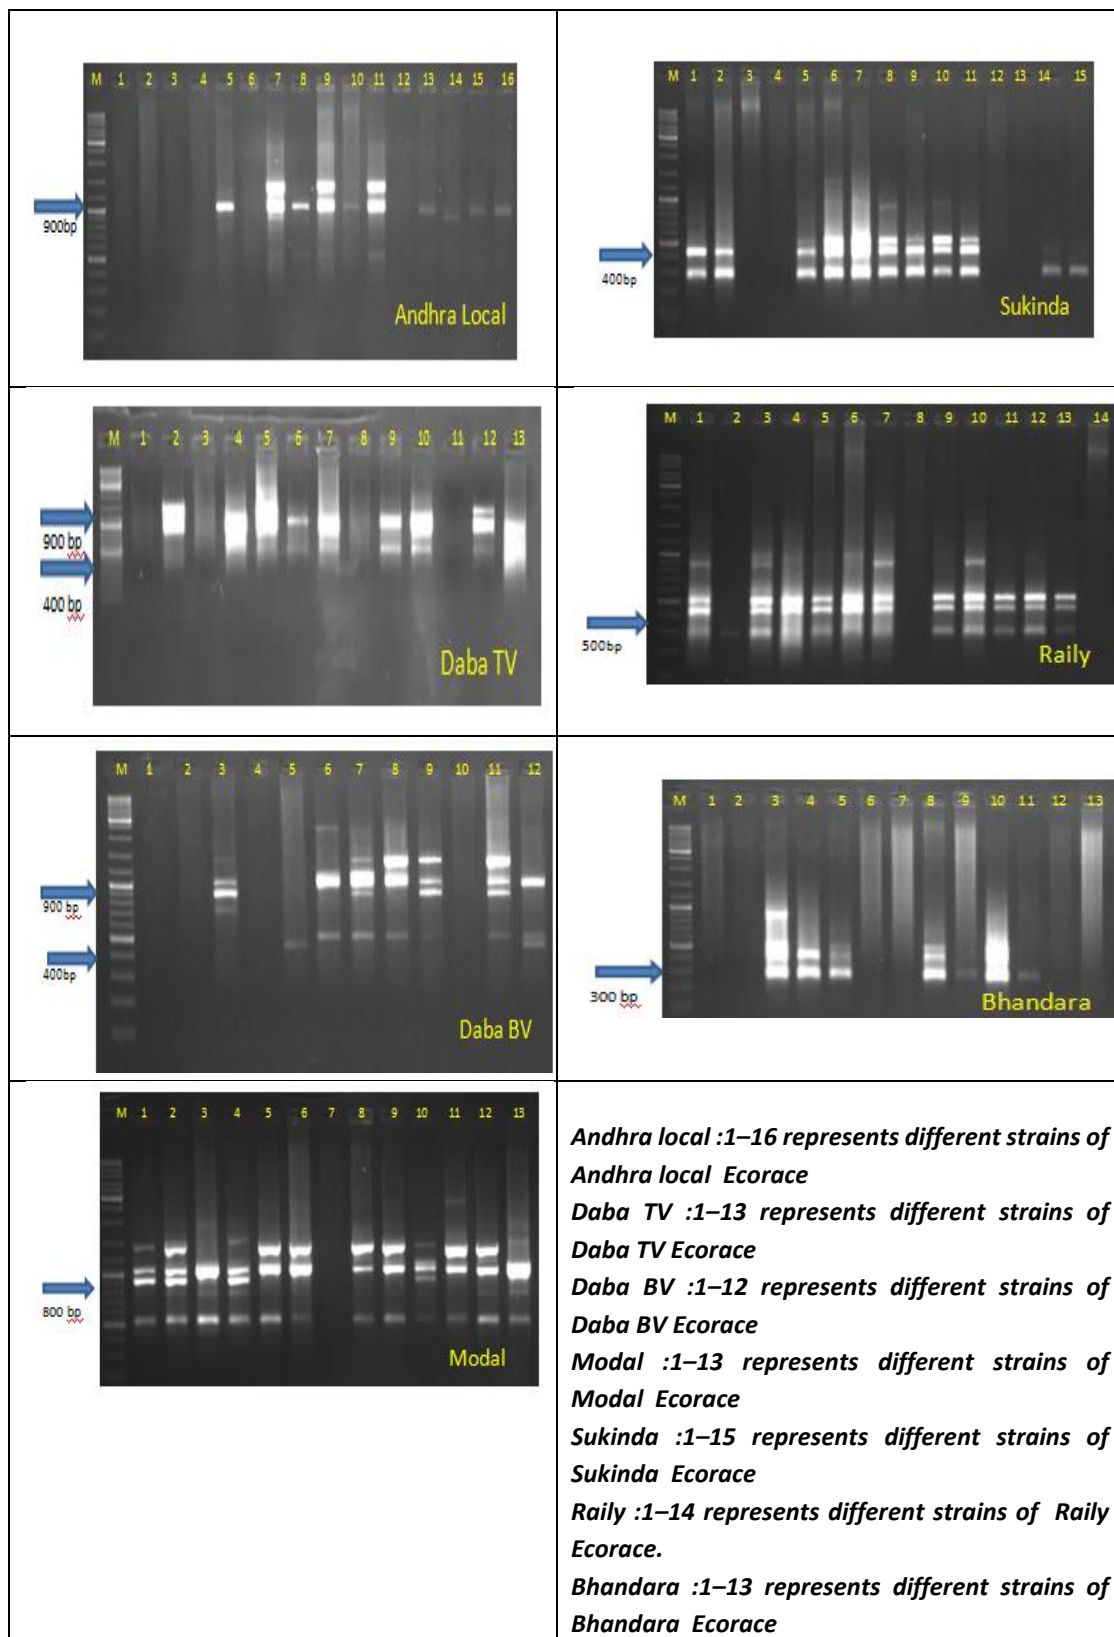 M 1 2 3 4 5 6 7 8 9 10 11 12 13 14 15 16
900bp
Andhra Local
M 1 2 3 4 5 6 7 8 9 10 11 12 13 14 15
400bp
Sukinda
M 1 2 3 4 5 6 7 8 9 10 11 12 13
900 bp
400 bp
Daba TV
M 1 2 3 4 5 6 7 8 9 10 11 12 13 14
500bp
Raily
M 1 2 3 4 5 6 7 8 9 10 11 12
900 bp
400bp
Daba BV
M 1 2 3 4 5 6 7 8 9 10 11 12 13
300 bp
Bhandara
M 1 2 3 4 5 6 7 8 9 10 11 12 13
800 bp
Modal
Andhra local :1–16 represents different strains of
Andhra local Ecorace
Daba TV :1–13 represents different strains of
Daba TV Ecorace
Daba BV :1–12 represents different strains of
Daba BV Ecorace
Modal :1–13 represents different strains of
Modal Ecorace
Sukinda :1–15 represents different strains of
Sukinda Ecorace
Raily :1–14 represents different strains of Raily
Ecorace.
Bhandara :1–13 represents different strains of
Bhandara Ecorace